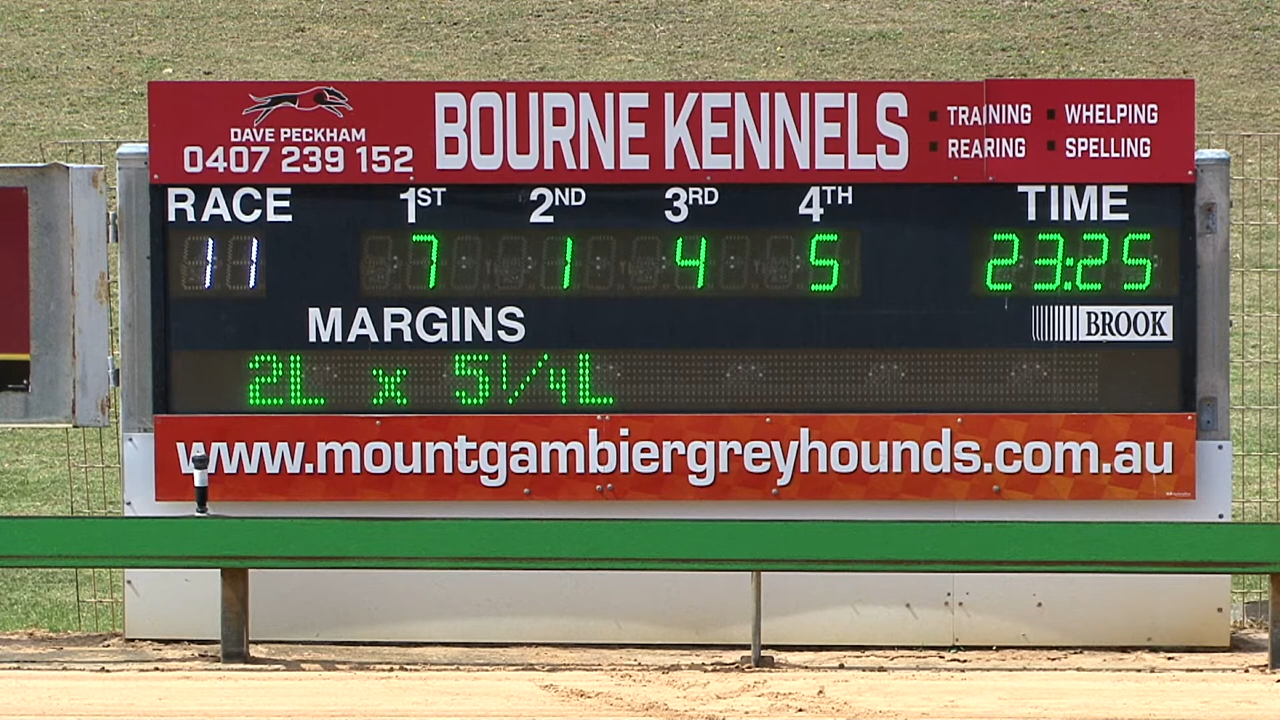 DAVE PECKHAM
0407 239 152
BOURNE KENNELS
TRAINING
WHELPING
REARING
SPELLING
RACE 1ST 2ND 3RD 4TH TIME
11 7 1 4 5 23:25
MARGINS
BROOK
2L x 5 1/4L
www.mountgambiergreyhounds.com.au